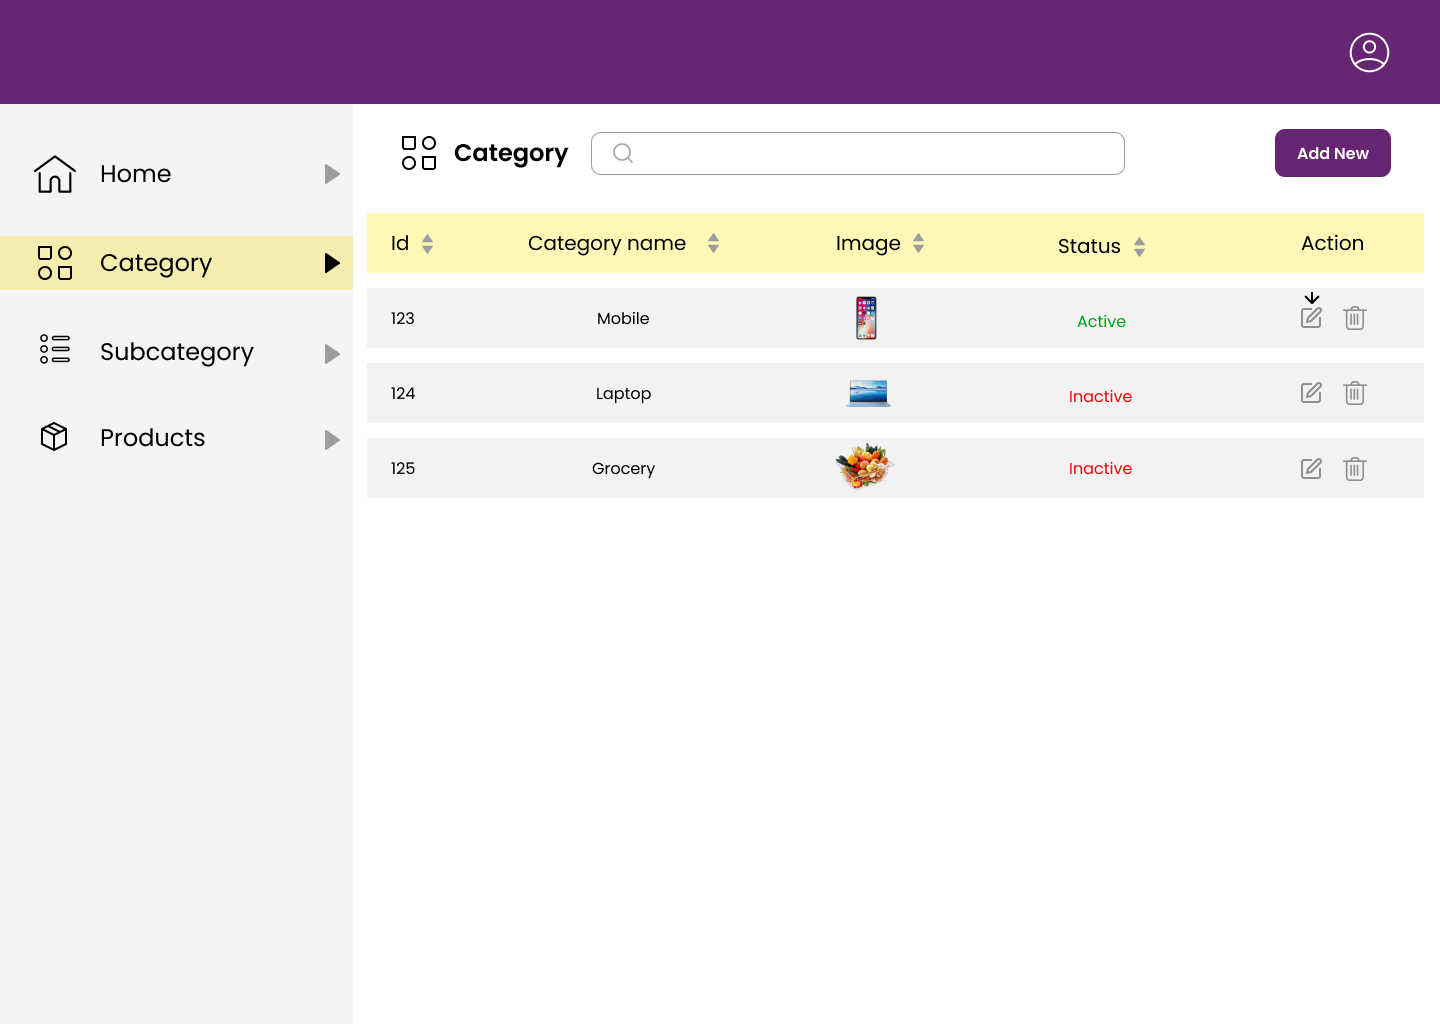 Home
Category
Subcategory
Products
Category
Add New
Id Category name Image Status Action
123 Mobile Active
124 Laptop Inactive
125 Grocery Inactive